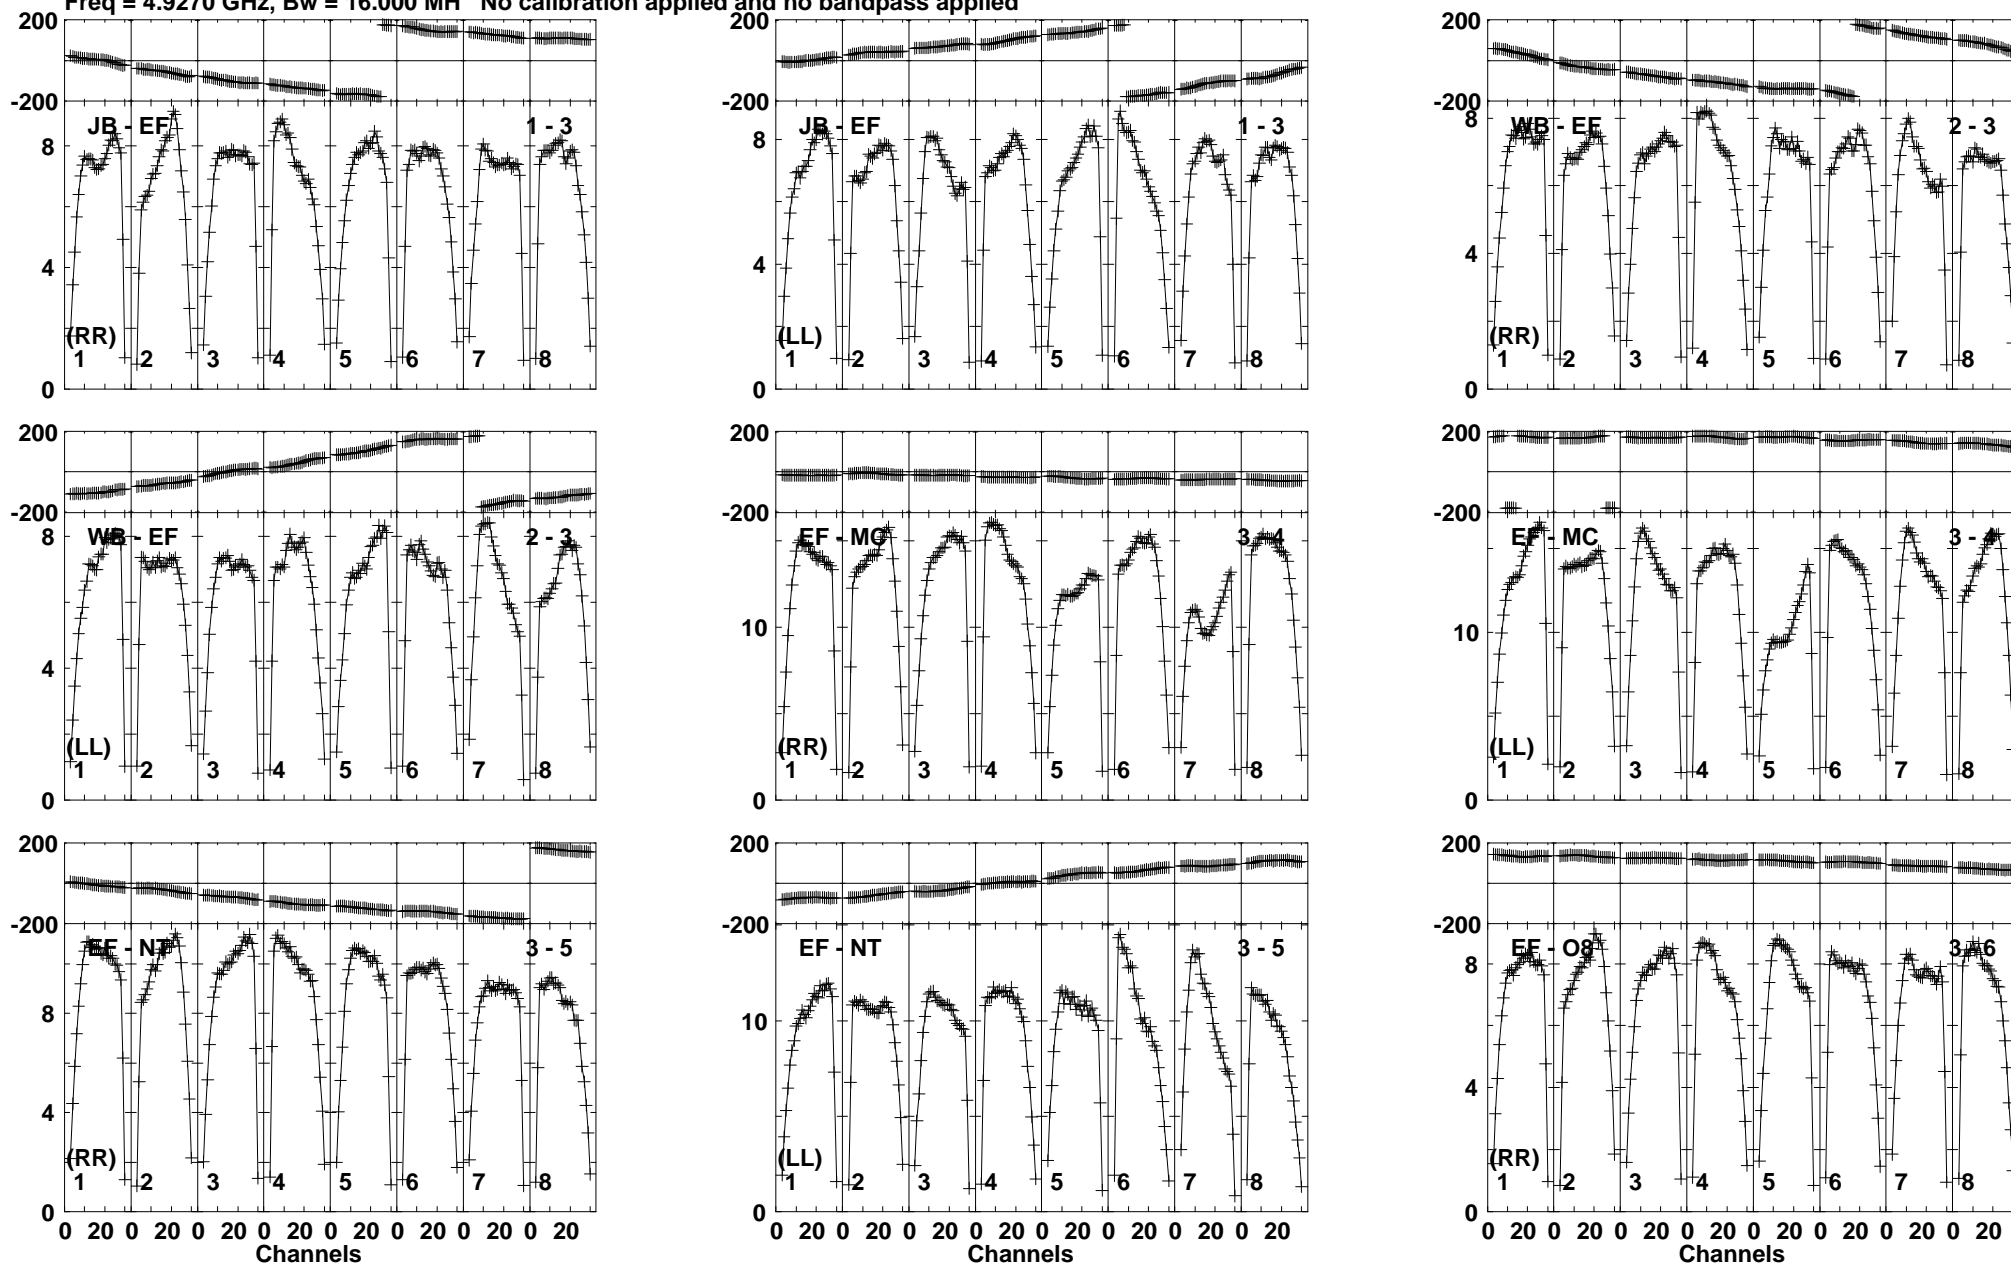 Freq = 4.9270 GHz, Bw = 16.000 MH No calibration applied and no bandpass applied
200 200 200
-200 -200 -200
JB - EF 1 - 3 JB - EF 1 - 3 WB - EF 2 - 3
8 8 8
4 4 4
(RR) (LL) (RR)
1 2 3 4 5 6 7 8 1 2 3 4 5 6 7 8 1 2 3 4 5 6 7 8
0 0 0
200 200 200
-200 -200 -200
WB - EF 2 - 3 EF - MC 3 - 4 EF - MC 3 - 4
8
10 10
4
(LL) (RR) (LL)
1 2 3 4 5 6 7 8 1 2 3 4 5 6 7 8 1 2 3 4 5 6 7 8
0 0 0
200 200 200
-200 -200 -200
EF - NT 3 - 5 EF - NT 3 - 5 EF - O8 3 - 6
8 10 8
4 4
(RR) (LL) (RR)
1 2 3 4 5 6 7 8 1 2 3 4 5 6 7 8 1 2 3 4 5 6 7 8
0 0 0
0 20 0 20 0 20 0 20 0 20 0 20 0 20 0 20 0 20 0 20 0 20 0 20 0 20 0 20 0 20 0 20 0 20 0 20 0 20 0 20 0 20 0 20 0 20 0 20
Channels Channels Channels